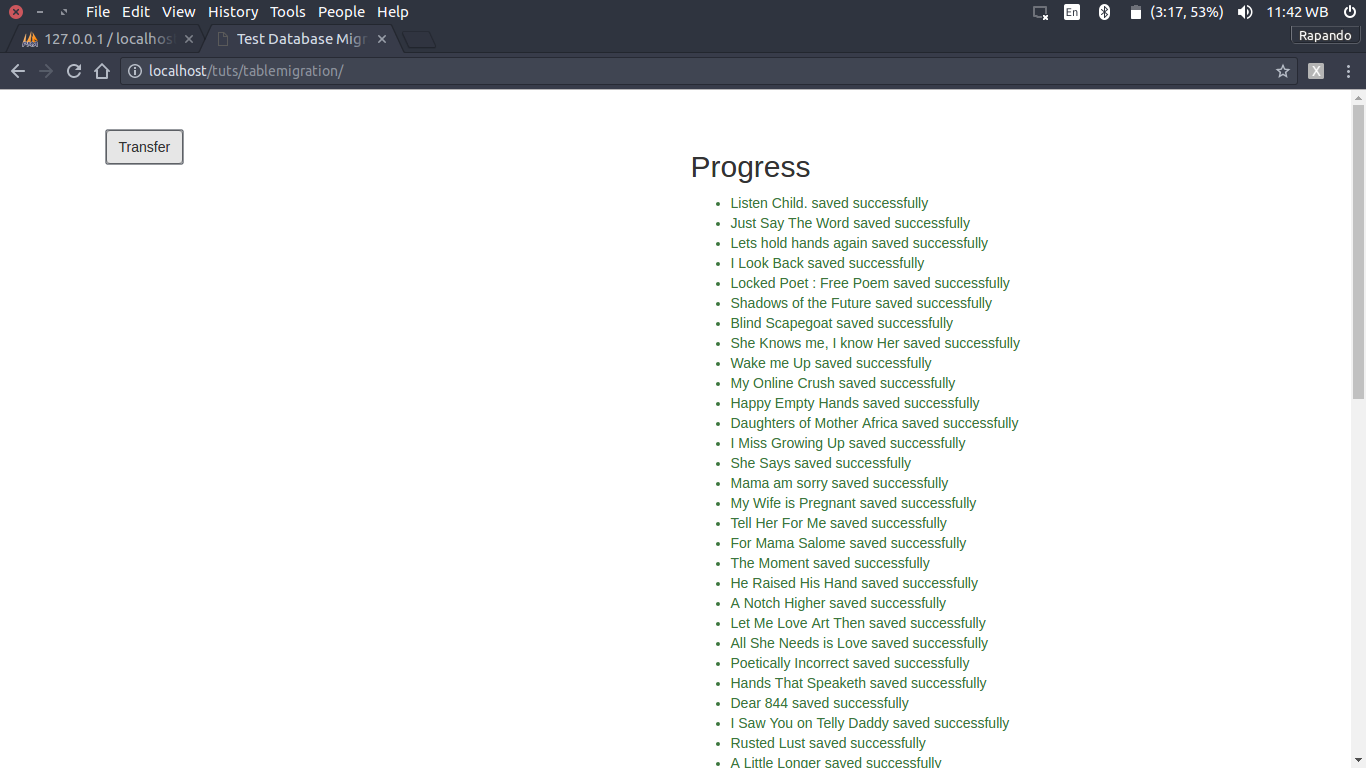 File Edit View History Tools People Help En (3:17, 53%) 11:42 WB
127.0.0.1 / localhos Test Database Migr Rapando
localhost/tuts/tablemigration/ X
Transfer
Progress
Listen Child. saved successfully
Just Say The Word saved successfully
Lets hold hands again saved successfully
I Look Back saved successfully
Locked Poet : Free Poem saved successfully
Shadows of the Future saved successfully
Blind Scapegoat saved successfully
She Knows me, I know Her saved successfully
Wake me Up saved successfully
My Online Crush saved successfully
Happy Empty Hands saved successfully
Daughters of Mother Africa saved successfully
I Miss Growing Up saved successfully
She Says saved successfully
Mama am sorry saved successfully
My Wife is Pregnant saved successfully
Tell Her For Me saved successfully
For Mama Salome saved successfully
The Moment saved successfully
He Raised His Hand saved successfully
A Notch Higher saved successfully
Let Me Love Art Then saved successfully
All She Needs is Love saved successfully
Poetically Incorrect saved successfully
Hands That Speaketh saved successfully
Dear 844 saved successfully
I Saw You on Telly Daddy saved successfully
Rusted Lust saved successfully
A Little Longer saved successfully